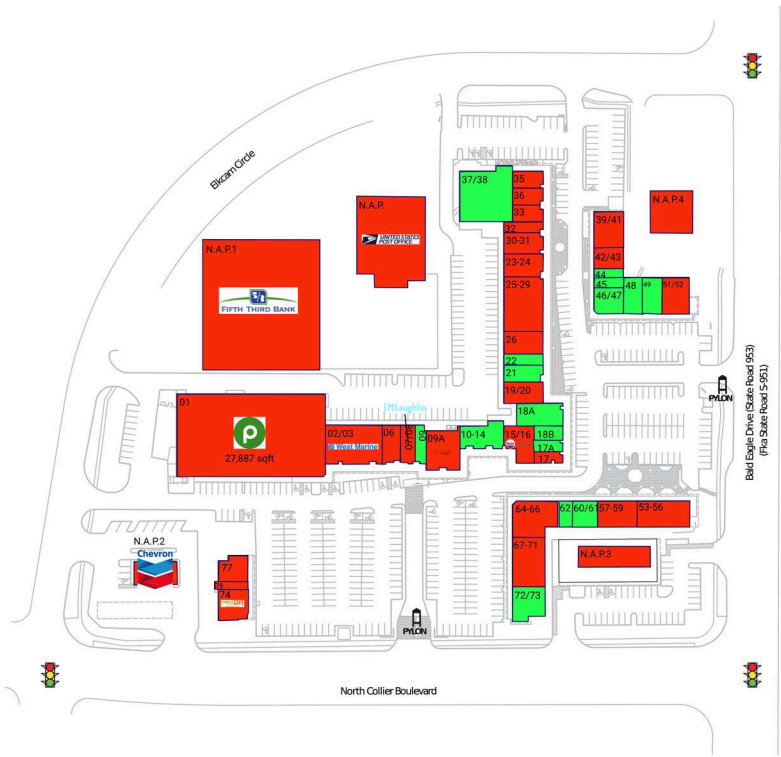 Elkcam Circle
37/38
35
36
33
32
30-31
23-24
25-29
26
22
21
19/20
18A
18B
17A
17
15/16
10-14
09A
09
07/08
06
02/03
West Marine
J.McLaughlin
01
27,887 sqft
N.A.P.
UNITED STATES
POST OFFICE
N.A.P.1
FIFTH THIRD BANK
N.A.P.4
39/41
42/43
44
45
46/47
48
49
51/52
PYLON
Bald Eagle Drive (State Road 953)
(Fka State Road S-951)
64-66
62
60/61
57-59
53-56
67-71
72/73
N.A.P.3
N.A.P.2
Chevron
77
76
74
PYLON
North Collier Boulevard